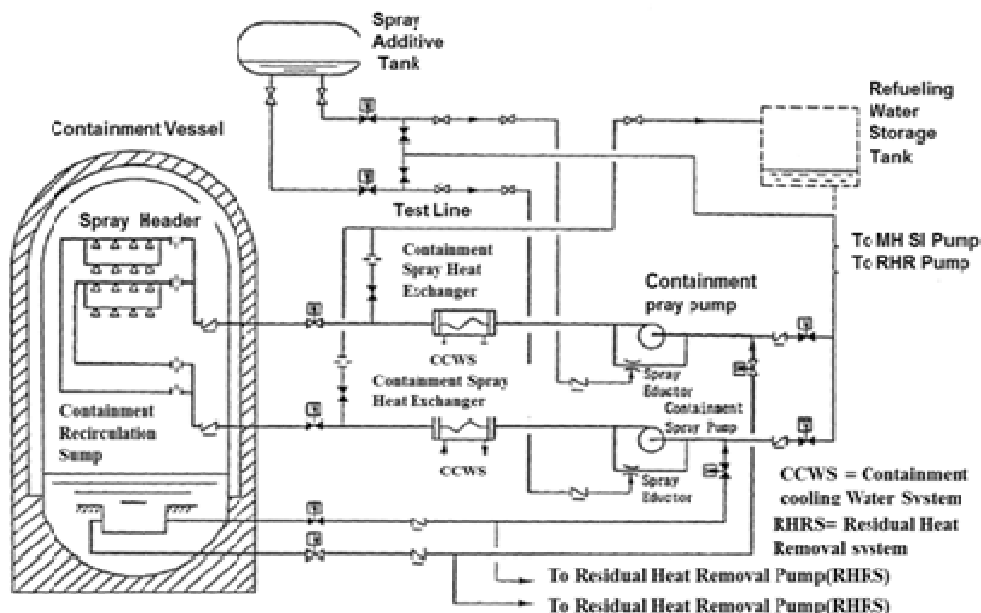 Spray
Additive
Tank
Refueling
Water
Storage
Tank
Containment Vessel
Spray Header
Test Line
Containment
Spray Heat
Exchanger
To MH SI Pump
To RHR Pump
Containment
pray pump
CCWS
Containment Spray
Heat Exchanger
Spray
Eductor
Containment
Spray Pump
Containment
Recirculation
Sump
CCWS
Spray
Eductor
CCWS = Containment
cooling Water System
RHRS= Residual Heat
Removal system
To Residual Heat Removal Pump(RHRS)
To Residual Heat Removal Pump(RHRS)